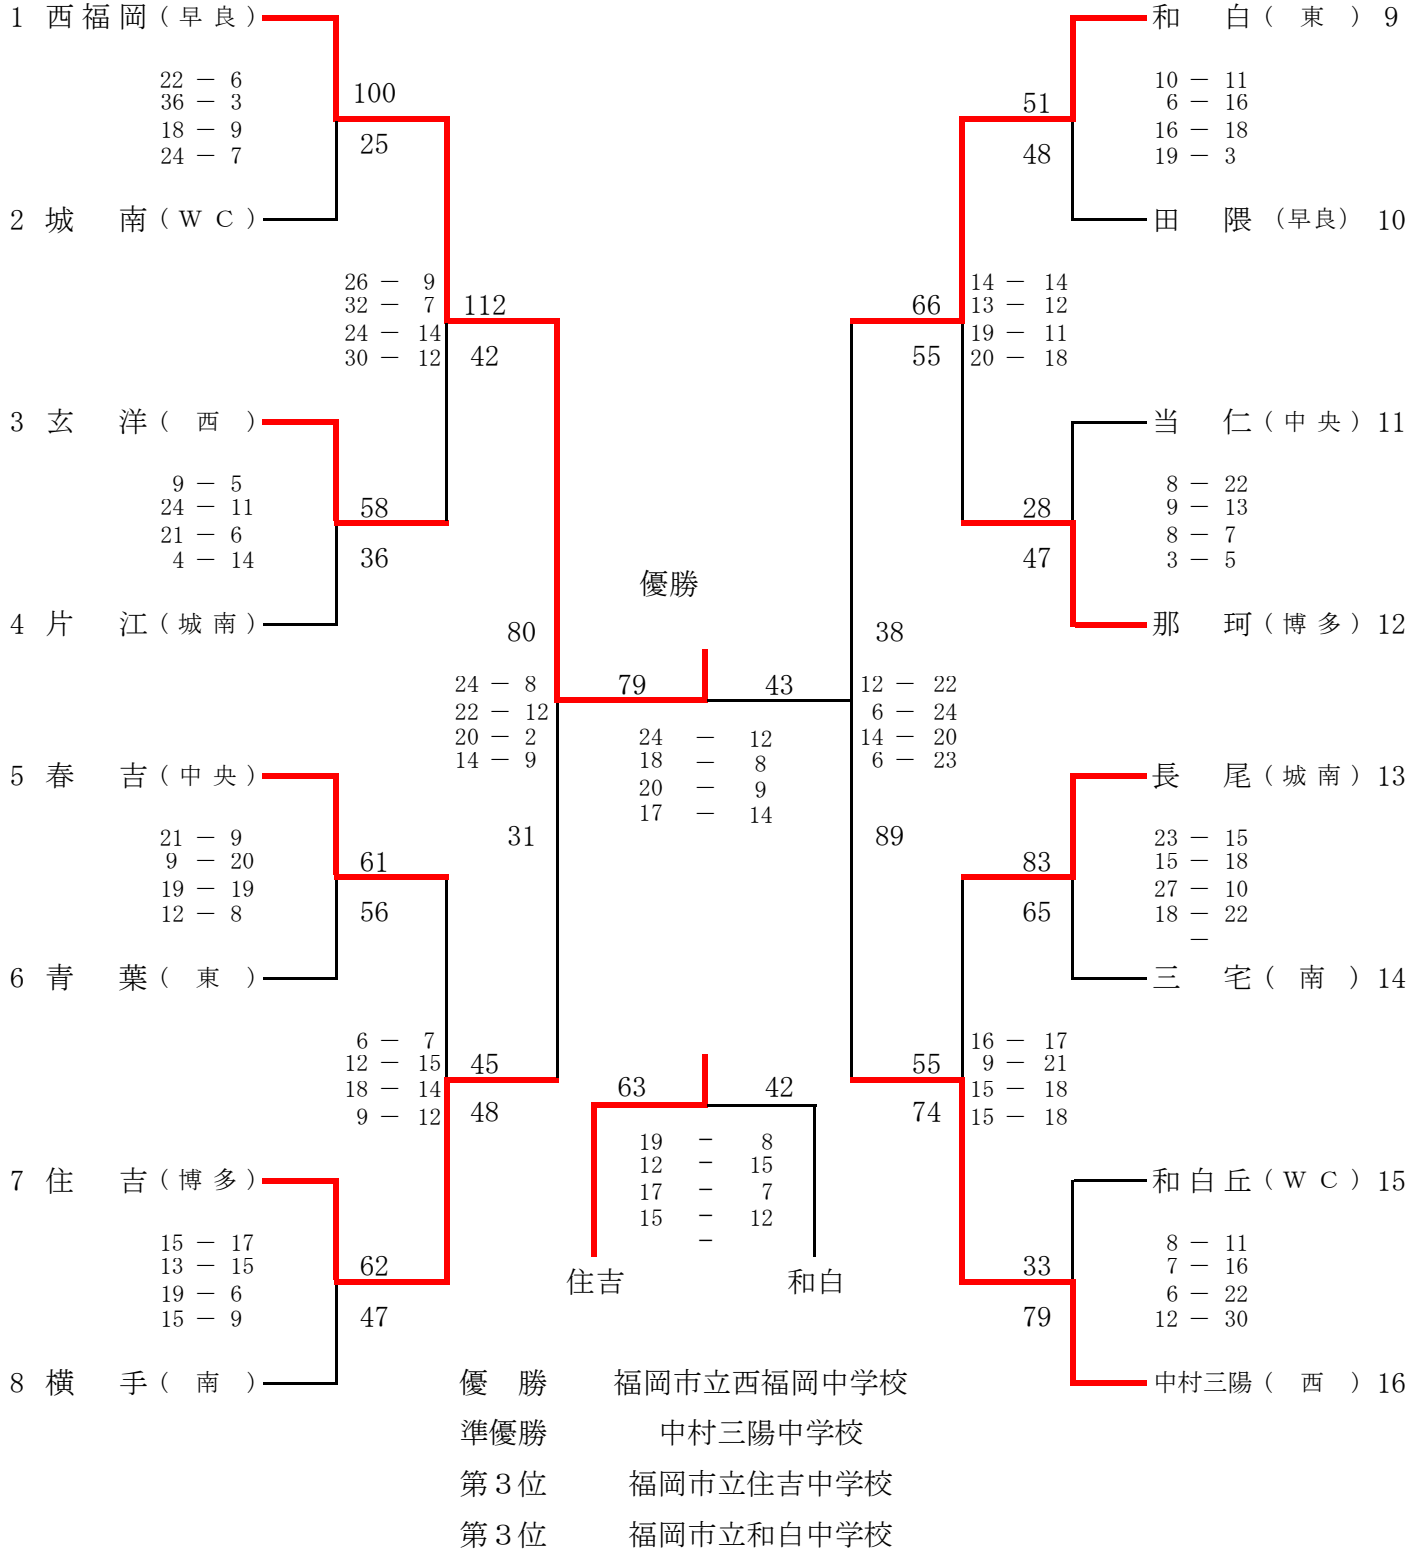 1 西福岡(早良)
22 － 6
36 － 3
18 － 9
24 － 7
100
25
2 城 南(WC)
26 － 9
32 － 7
24 － 14
30 － 12
112
42
3 玄 洋( 西 )
9 － 5
24 － 11
21 － 6
4 － 14
58
36
4 片 江(城南)
80
24 － 8
22 － 12
20 － 2
14 － 9
31
5 春 吉(中央)
21 － 9
9 － 20
19 － 19
12 － 8
61
56
6 青 葉( 東 )
6 － 7
12 － 15
18 － 14
9 － 12
45
48
7 住 吉(博多)
15 － 17
13 － 15
19 － 6
15 － 9
62
47
8 横 手( 南 )
優勝
79 43
24 － 12
18 － 8
20 － 9
17 － 14
63 42
19 － 8
12 － 15
17 － 7
15 － 12
－
住吉 和白
和 白( 東 ) 9
10 － 11
6 － 16
16 － 18
19 － 3
51
48
田 隈 (早良) 10
14 － 14
13 － 12
19 － 11
20 － 18
66
55
当 仁(中央) 11
8 － 22
9 － 13
8 － 7
3 － 5
28
47
那 珂(博多) 12
38
12 － 22
6 － 24
14 － 20
6 － 23
89
長 尾(城南) 13
23 － 15
15 － 18
27 － 10
18 － 22
－
83
65
三 宅( 南 ) 14
16 － 17
9 － 21
15 － 18
15 － 18
55
74
和白丘(WC) 15
8 － 11
7 － 16
6 － 22
12 － 30
33
79
中村三陽( 西 ) 16
優 勝 福岡市立西福岡中学校
準優勝 中村三陽中学校
第３位 福岡市立住吉中学校
第３位 福岡市立和白中学校